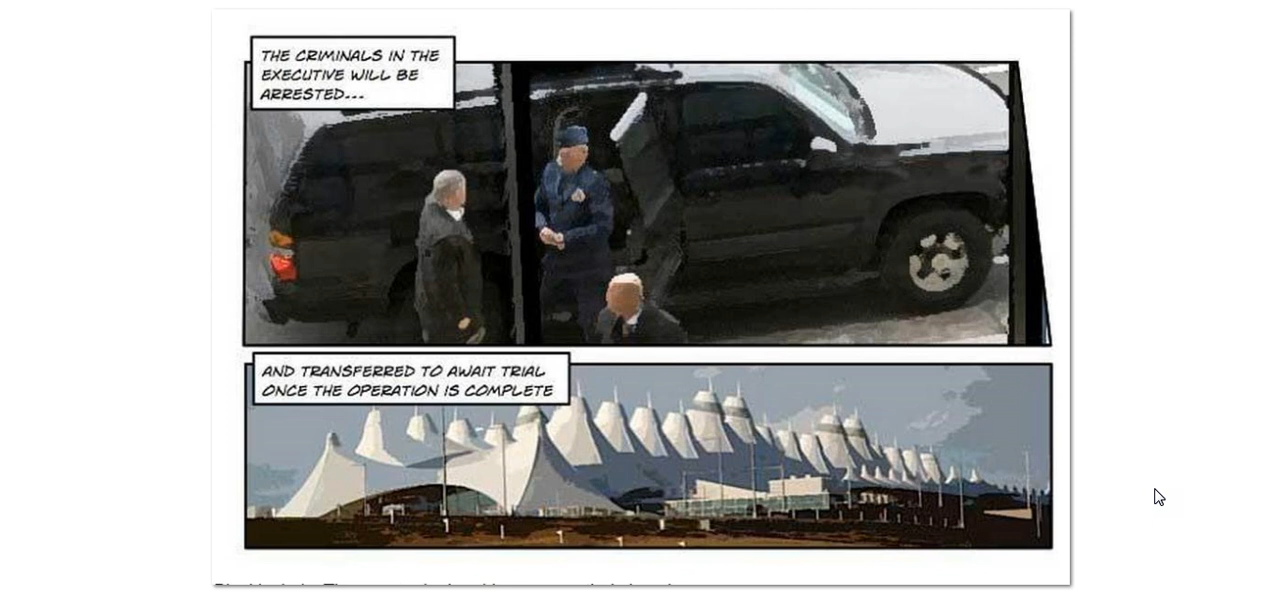 THE CRIMINALS IN THE
EXECUTIVE WILL BE
ARRESTED---
AND TRANSFERRED TO AWAIT TRIAL
ONCE THE OPERATION IS COMPLETE